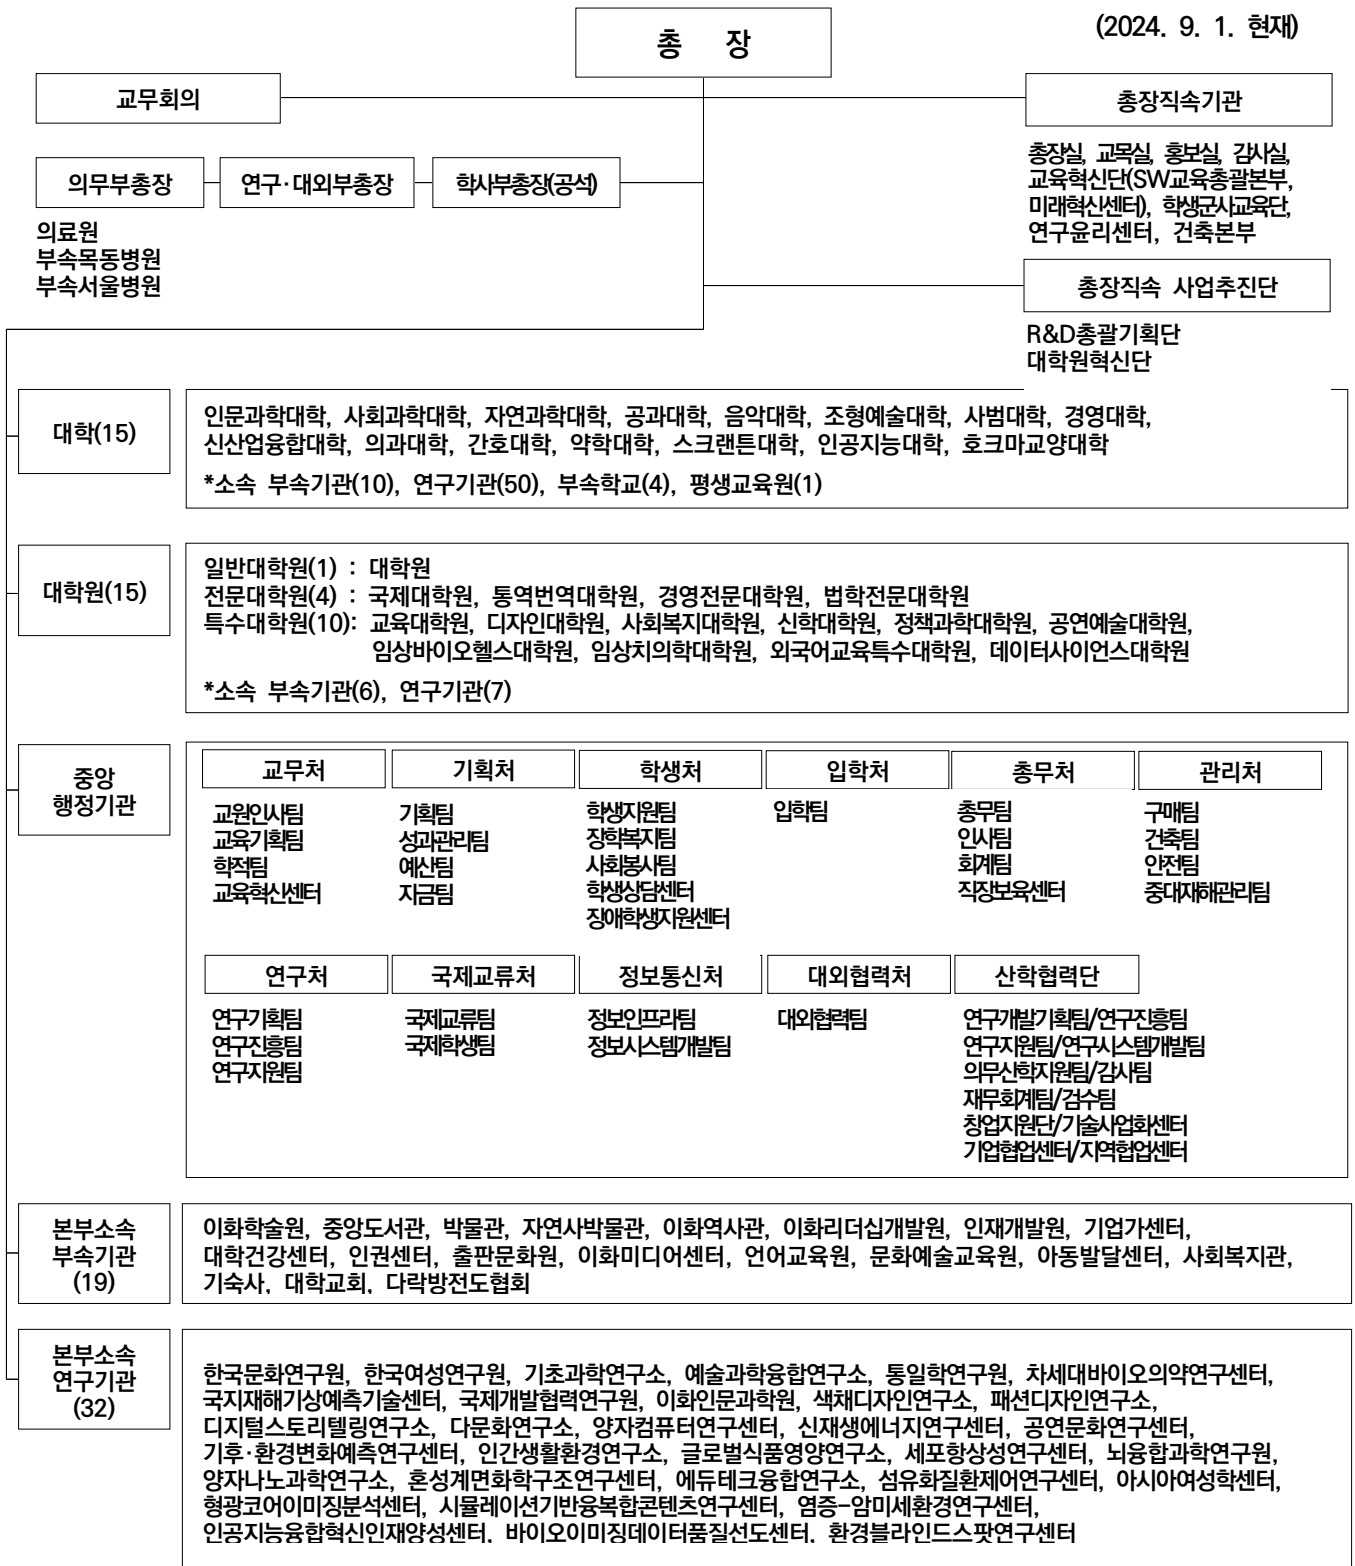 (2024. 9. 1. 현재)
총 장
교무회의
총장직속기관
총장실, 교목실, 홍보실, 감사실,
교육혁신단(SW교육총괄본부,
미래혁신센터), 학생군사교육단,
연구윤리센터, 건축본부
의무부총장
연구·대외부총장
학사부총장(공석)
의료원
부속목동병원
부속서울병원
총장직속 사업추진단
R&D총괄기획단
대학원혁신단
대학(15)
인문과학대학, 사회과학대학, 자연과학대학, 공과대학, 음악대학, 조형예술대학, 사범대학, 경영대학,
신산업융합대학, 의과대학, 간호대학, 약학대학, 스크랜튼대학, 인공지능대학, 호크마교양대학
*소속 부속기관(10), 연구기관(50), 부속학교(4), 평생교육원(1)
대학원(15)
일반대학원(1) : 대학원
전문대학원(4) : 국제대학원, 통역번역대학원, 경영전문대학원, 법학전문대학원
특수대학원(10): 교육대학원, 디자인대학원, 사회복지대학원, 신학대학원, 정책과학대학원, 공연예술대학원,
임상바이오헬스대학원, 임상치의학대학원, 외국어교육특수대학원, 데이터사이언스대학원
*소속 부속기관(6), 연구기관(7)
중앙
행정기관
교무처
교원인사팀
교육기획팀
학적팀
교육혁신센터
기획처
기획팀
성과관리팀
예산팀
자금팀
학생처
학생지원팀
장학복지팀
사회봉사팀
학생상담센터
장애학생지원센터
입학처
입학팀
총무처
총무팀
인사팀
회계팀
직장보육센터
관리처
구매팀
건축팀
안전팀
중대재해관리팀
연구처
연구기획팀
연구진흥팀
연구지원팀
국제교류처
국제교류팀
국제학생팀
정보통신처
정보인프라팀
정보시스템개발팀
대외협력처
대외협력팀
산학협력단
연구개발기획팀/연구진흥팀
연구지원팀/연구시스템개발팀
의무산학지원팀/감사팀
재무회계팀/검수팀
창업지원단/기술사업화센터
기업협업센터/지역협업센터
본부소속
부속기관
(19)
이화학술원, 중앙도서관, 박물관, 자연사박물관, 이화역사관, 이화리더십개발원, 인재개발원, 기업가센터,
대학건강센터, 인권센터, 출판문화원, 이화미디어센터, 언어교육원, 문화예술교육원, 아동발달센터, 사회복지관,
기숙사, 대학교회, 다락방전도협회
본부소속
연구기관
(32)
한국문화연구원, 한국여성연구원, 기초과학연구소, 예술과학융합연구소, 통일학연구원, 차세대바이오의약연구센터,
국지재해기상예측기술센터, 국제개발협력연구원, 이화인문과학원, 색채디자인연구소, 패션디자인연구소,
디지털스토리텔링연구소, 다문화연구소, 양자컴퓨터연구센터, 신재생에너지연구센터, 공연문화연구센터,
기후·환경변화예측연구센터, 인간생활환경연구소, 글로벌식품영양연구소, 세포항상성연구센터, 뇌융합과학연구원,
양자나노과학연구소, 혼성계면화학구조연구센터, 에듀테크융합연구소, 섬유화질환제어연구센터, 아시아여성학센터,
형광코어이미징분석센터, 시뮬레이션기반융복합콘텐츠연구센터, 염증-암미세환경연구센터,
인공지능융합혁신인재양성센터, 바이오이미징데이터품질선도센터, 환경블라인드스팟연구센터